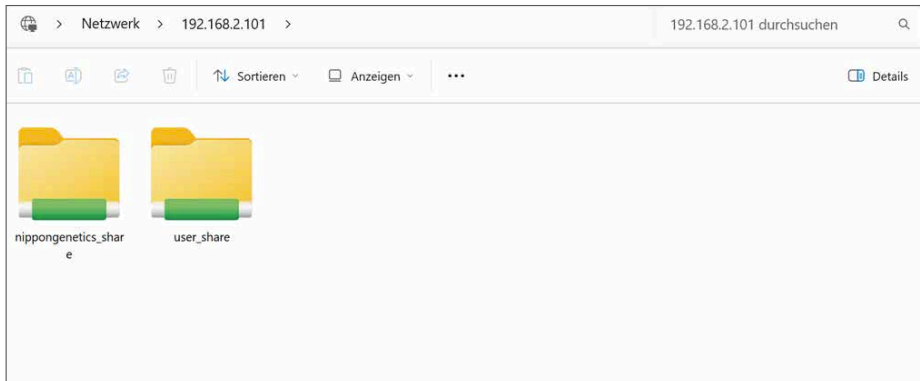 Netzwerk > 192.168.2.101 >
192.168.2.101 durchsuchen
Sortieren
Anzeigen
Details
nippongenetics_shar
e
user_share